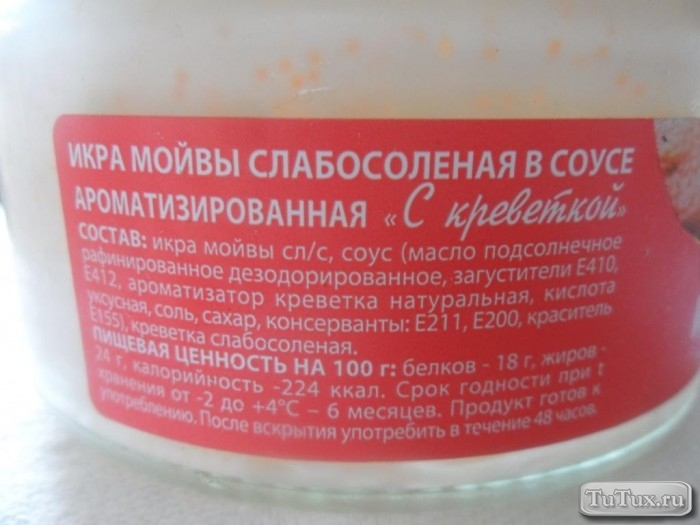 ИКРА МОЙВЫ СЛАБОСОЛЕНАЯ В СОУСЕ
АРОМАТИЗИРОВАННАЯ «С креветкой»
СОСТАВ: икра мойвы сл/с, соус (масло подсолнечное
рафинированное дезодорированное, загустители Е410,
Е412, ароматизатор креветка натуральная, кислота
уксусная, соль, сахар, консерванты: Е211, Е200, краситель
Е155), креветка слабосоленая.
ПИЩЕВАЯ ЦЕННОСТЬ НА 100 г: белков - 18 г, жиров -
24 г, калорийность -224 ккал. Срок годности при t
хранения от -2 до +4°С – 6 месяцев. Продукт готов к
употреблению. После вскрытия употребить в течение 48 часов.
TuTux.ru